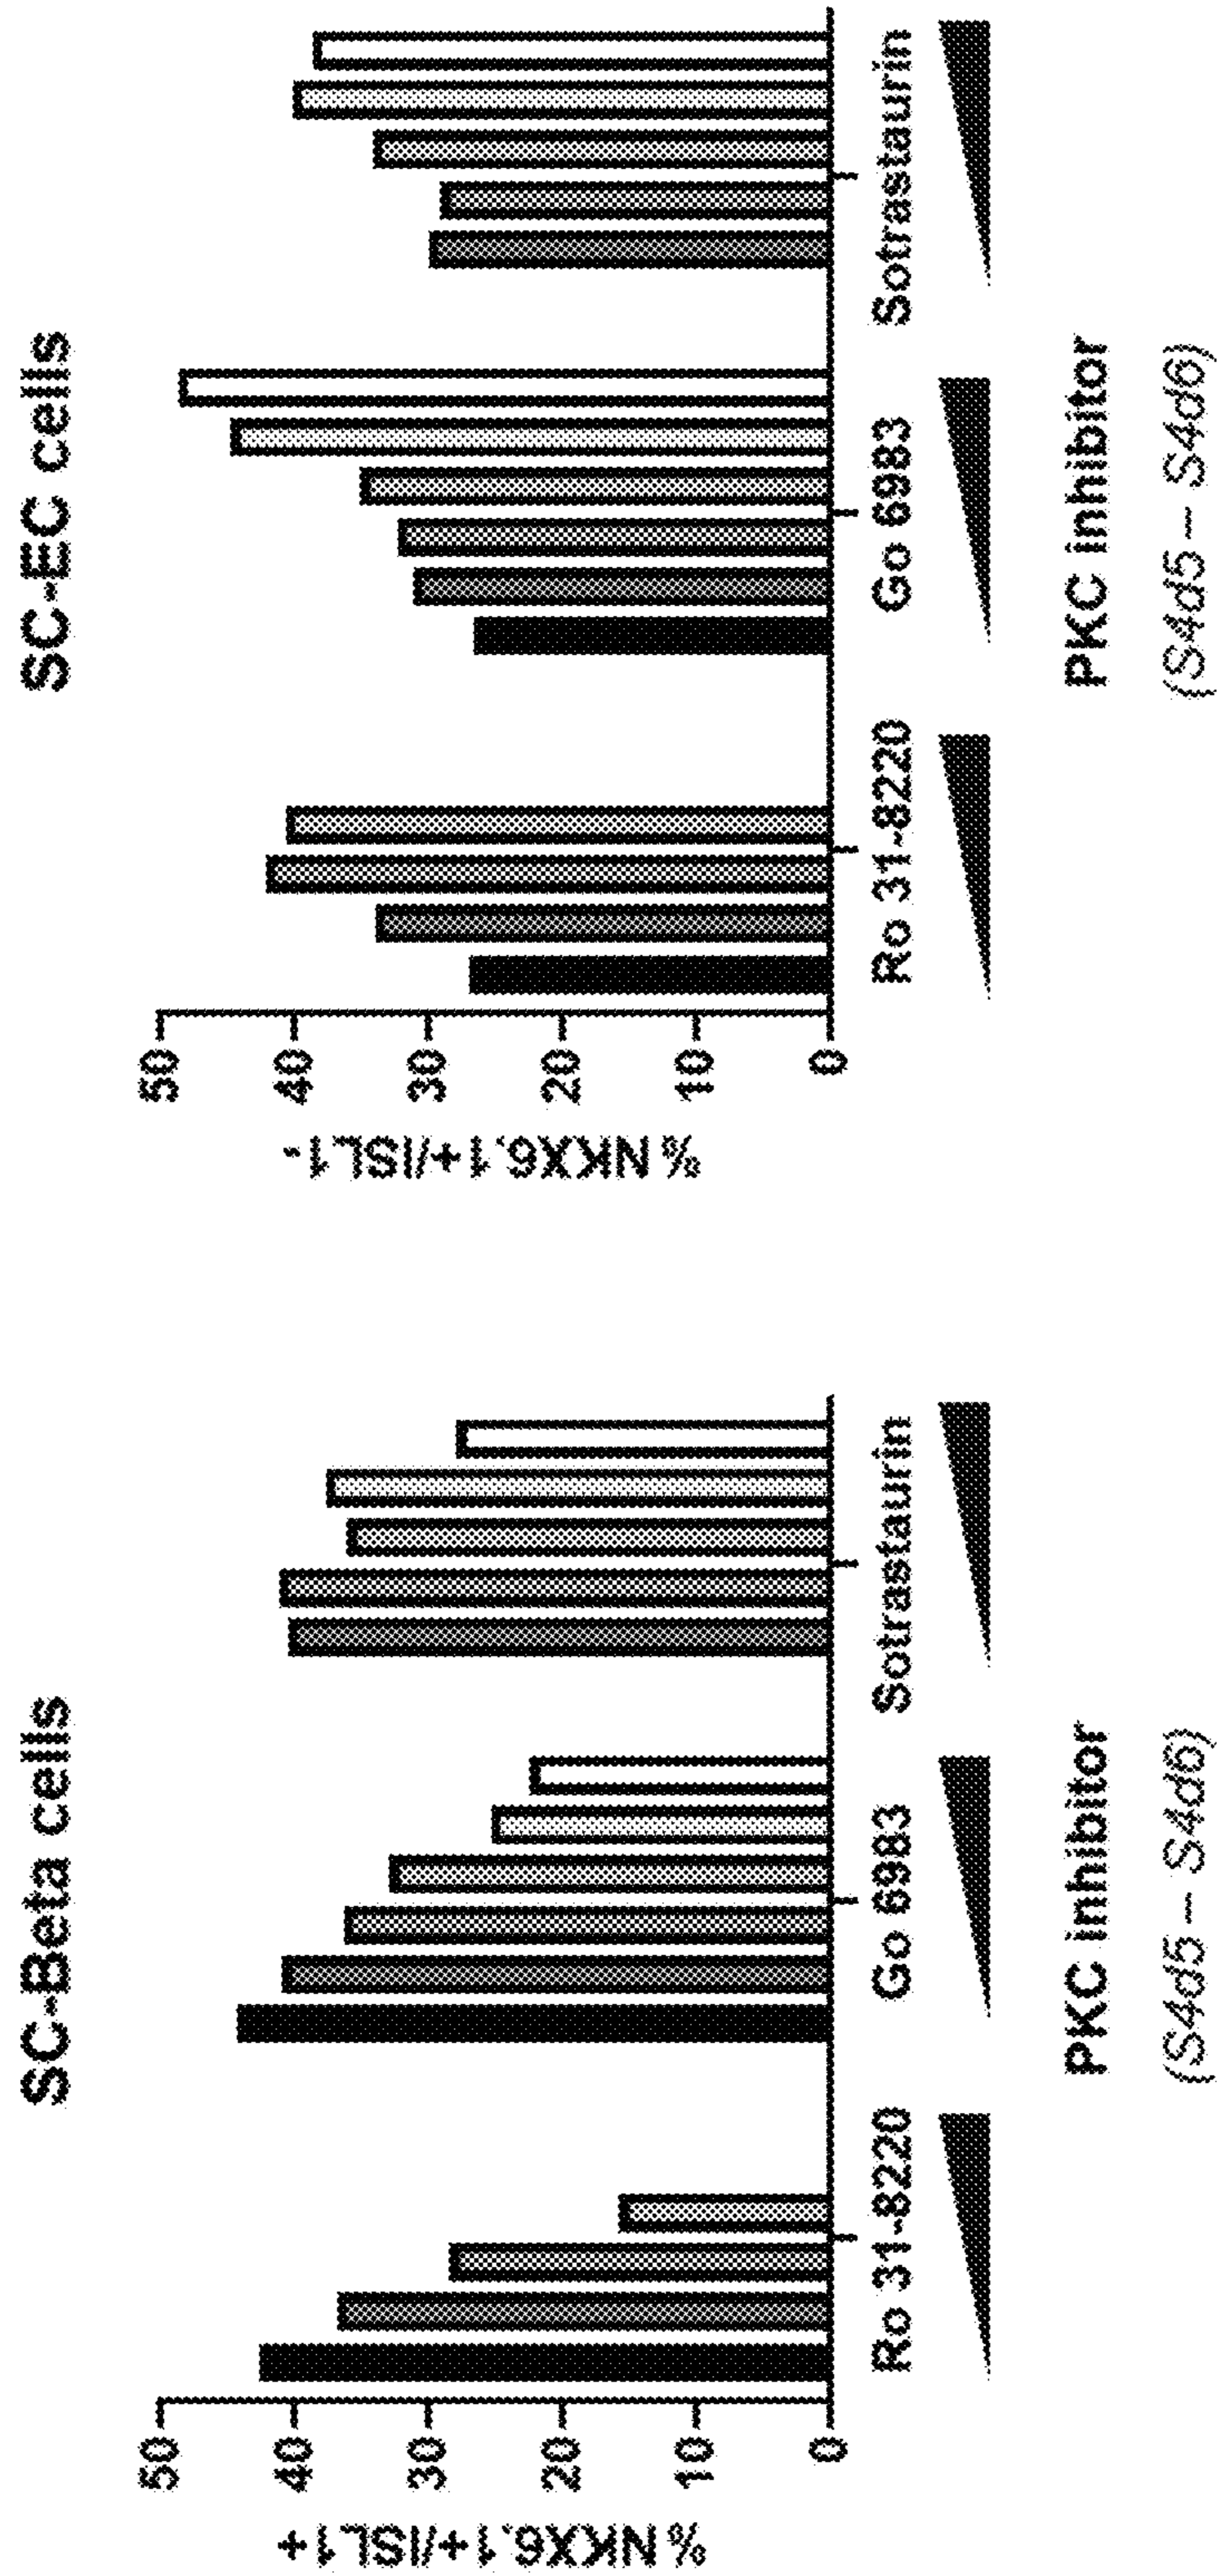 SC-Beta cells
% NKX6.1+/ISL1+
50
40
30
20
10
0
Ro 31-8220
Go 6983
Sotrastaurin
PKC inhibitor
(S4d5 – S4d6)
SC-EC cells
% NKX6.1+/ISL1-
50
40
30
20
10
0
Ro 31-8220
Go 6983
Sotrastaurin
PKC inhibitor
(S4d5 – S4d6)